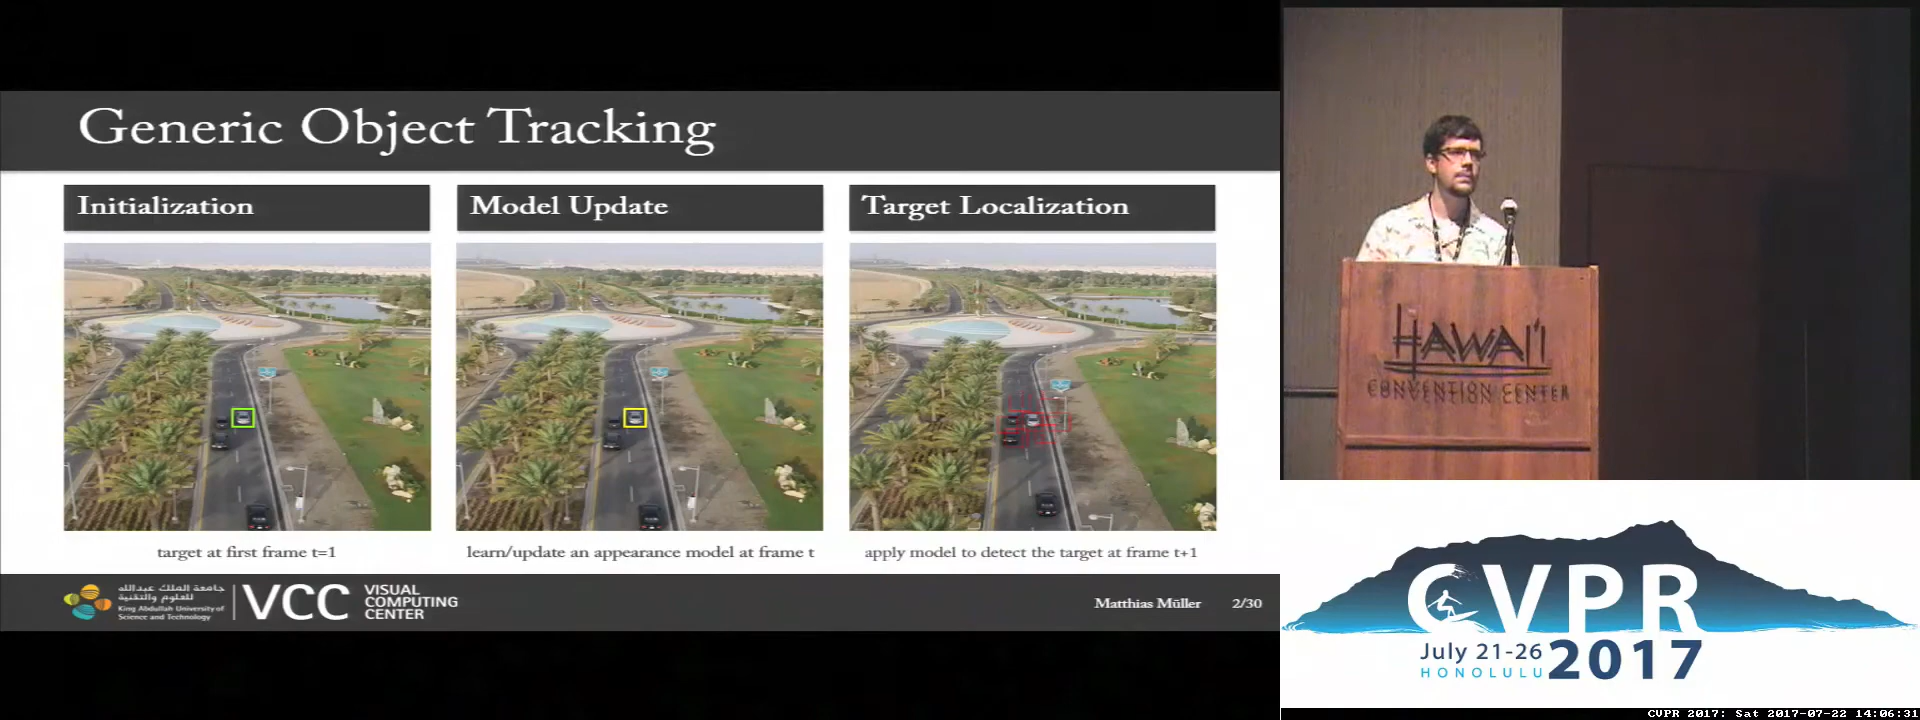 Generic Object Tracking
Initialization
Model Update
Target Localization
target at first frame t=1
learn/update an appearance model at frame t
apply model to detect the target at frame t+1
جامعة الملك عبدالله
للعلوم والتقنية
King Abdullah University of
Science and Technology
VCC
VISUAL
COMPUTING
CENTER
Matthias Müller
2/30
HAWAI'I
CONVENTION CENTER
CVPR
July 21-26
HONOLULU
2017
CVPR 2017: Sat 2017-07-22 14:06:31